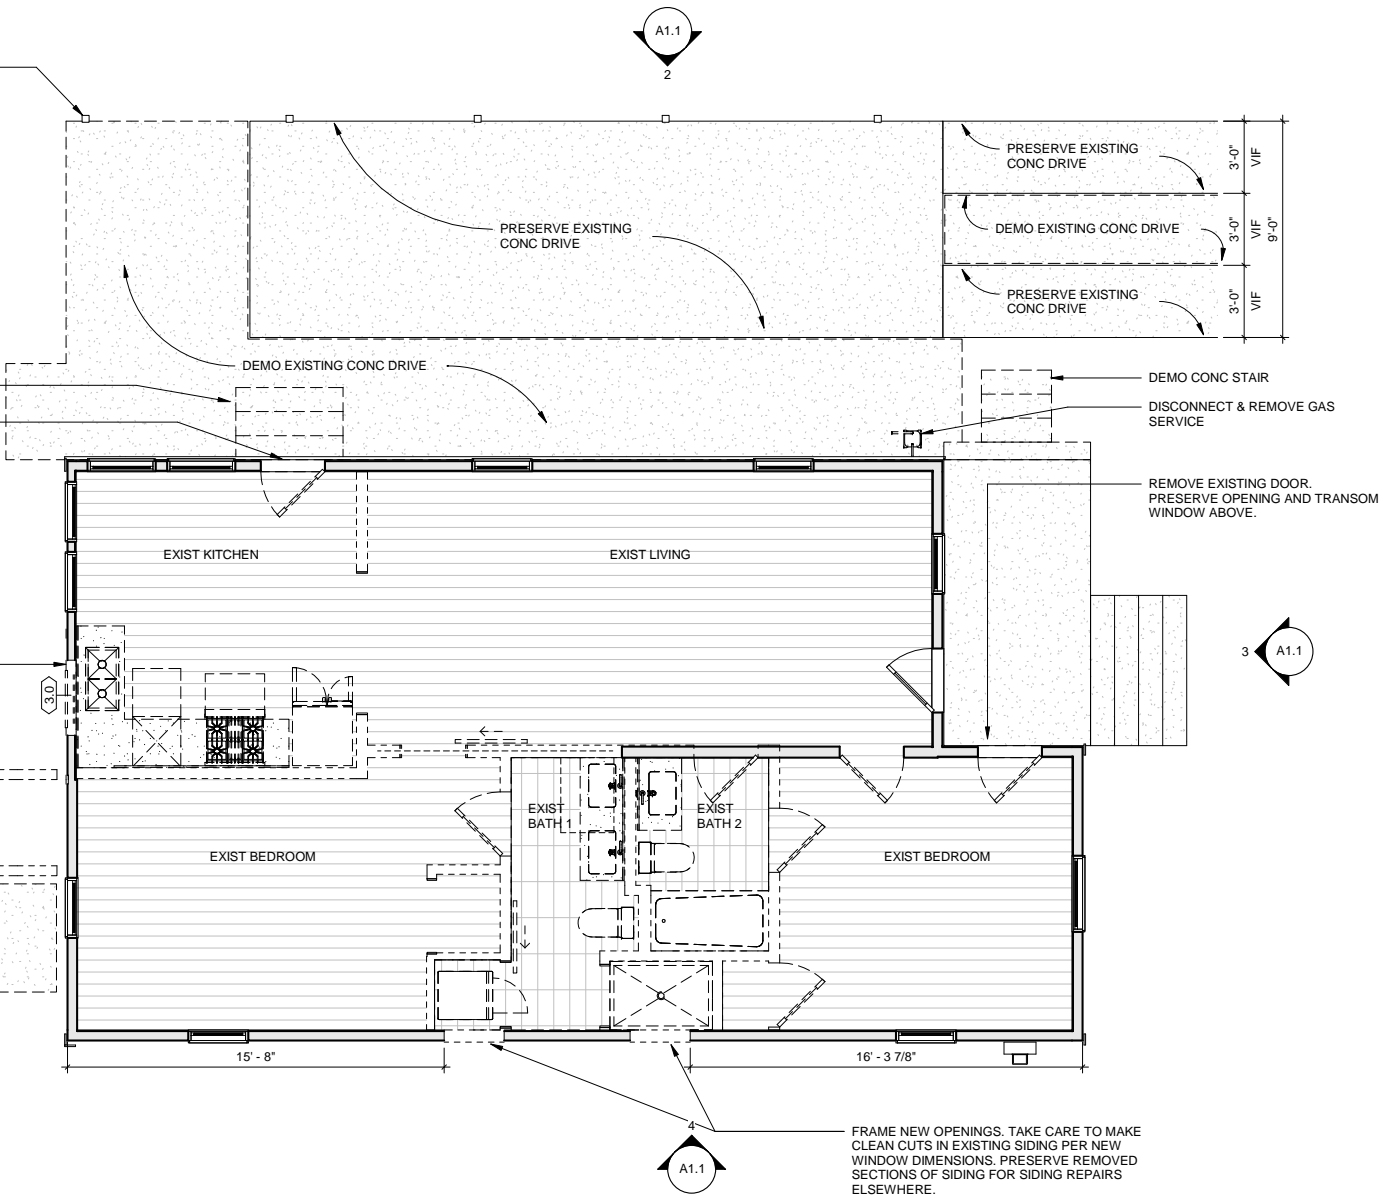 A1.1
2
PRESERVE EXISTING
CONC DRIVE
3'-0"
VIF
PRESERVE EXISTING
CONC DRIVE
DEMO EXISTING CONC DRIVE
3'-0"
VIF
9'-0"
PRESERVE EXISTING
CONC DRIVE
3'-0"
VIF
DEMO EXISTING CONC DRIVE
DEMO CONC STAIR
DISCONNECT & REMOVE GAS
SERVICE
REMOVE EXISTING DOOR.
PRESERVE OPENING AND TRANSOM
WINDOW ABOVE.
EXIST KITCHEN
EXIST LIVING
3
A1.1
3.0
EXIST
BATH 1
EXIST
BATH 2
EXIST BEDROOM
EXIST BEDROOM
15' - 8"
16' - 3 7/8"
4
A1.1
FRAME NEW OPENINGS. TAKE CARE TO MAKE
CLEAN CUTS IN EXISTING SIDING PER NEW
WINDOW DIMENSIONS. PRESERVE REMOVED
SECTIONS OF SIDING FOR SIDING REPAIRS
ELSEWHERE.